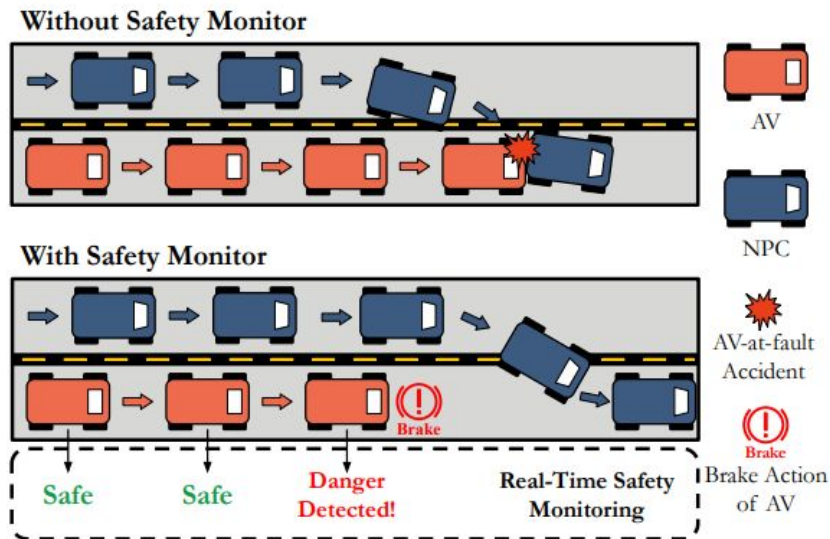 Without Safety Monitor
AV
With Safety Monitor
NPC
AV-at-fault
Accident
Brake
Brake
Brake Action
of AV
Safe
Safe
Danger
Detected!
Real-Time Safety
Monitoring